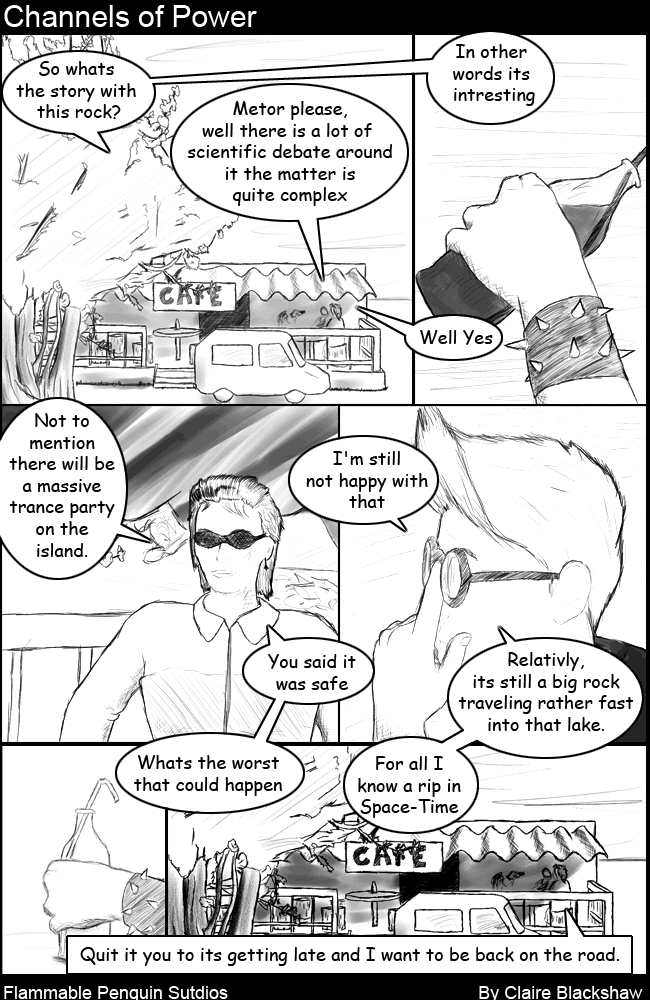 Channels of Power
So whats
the story with
this rock?
Metor please,
well there is a lot of
scientific debate around
it the matter is
quite complex
In other
words its
intresting
Well Yes
CAFE
Not to
mention
there will be
a massive
trance party
on the
island.
I'm still
not happy with
that
You said it
was safe
Relativly,
its still a big rock
traveling rather fast
into that lake.
Whats the worst
that could happen
For all I
know a rip in
Space-Time
CAFE
Quit it you to its getting late and I want to be back on the road.
Flammable Penguin Sutdios
By Claire Blackshaw